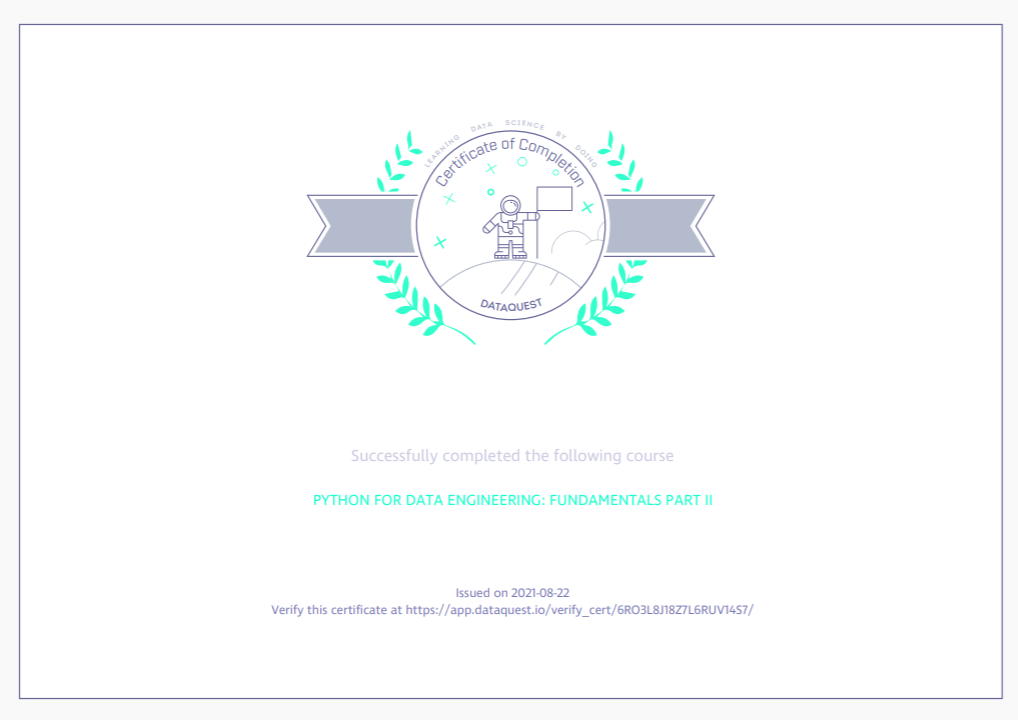 LEARNING DATA SCIENCE BY DOING
Certificate of Completion
DATAQUEST
Successfully completed the following course
PYTHON FOR DATA ENGINEERING: FUNDAMENTALS PART II
Issued on 2021-08-22
Verify this certificate at https://app.dataquest.io/verify_cert/6RO3L8J18Z7L6RUV14S7/